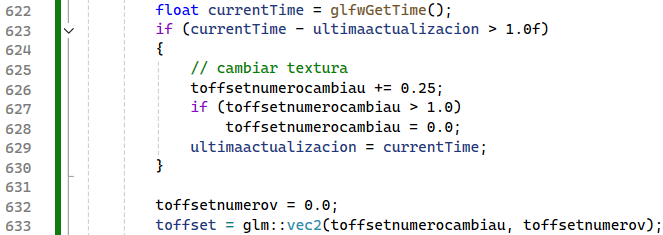 622 float currentTime = glfwGetTime();
623 if (currentTime - ultimaactualizacion > 1.0f)
624 {
625 // cambiar textura
626 toffsetnumerocambiau += 0.25;
627 if (toffsetnumerocambiau > 1.0)
628 toffsetnumerocambiau = 0.0;
629 ultimaactualizacion = currentTime;
630 }
631
632 toffsetnumerov = 0.0;
633 toffset = glm::vec2(toffsetnumerocambiau, toffsetnumerov);